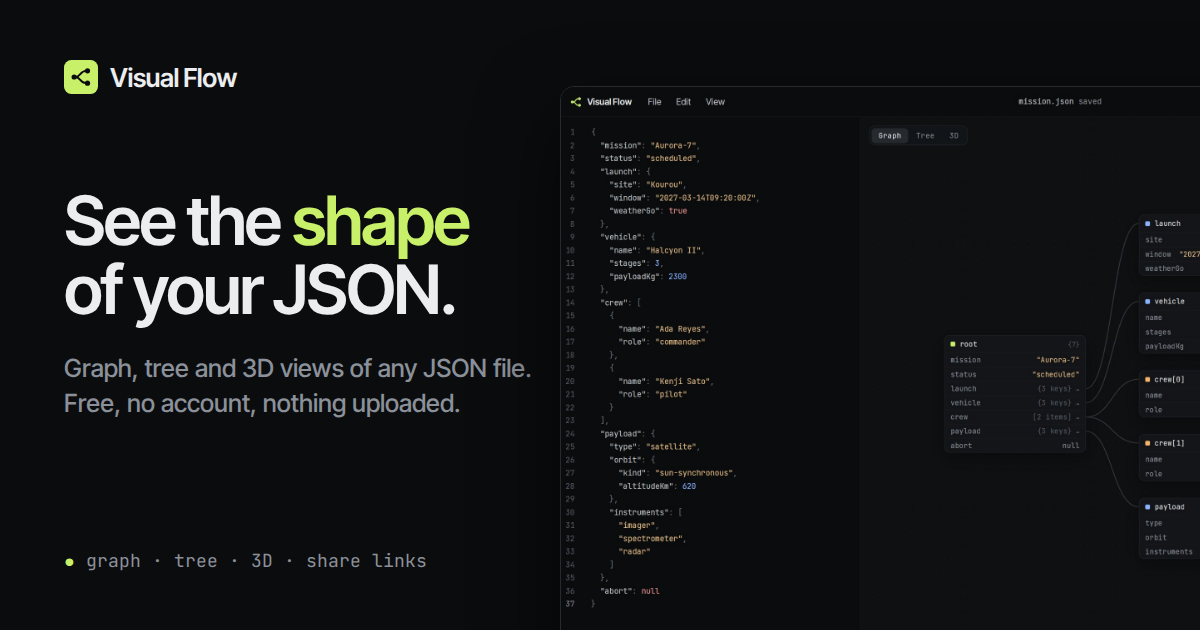 Visual Flow
See the shape
of your JSON.
Graph, tree and 3D views of any JSON file.
Free, no account, nothing uploaded.
graph · tree · 3D · share links
Visual Flow File Edit View
mission.json saved
1 {
2 "mission": "Aurora-7",
3 "status": "scheduled",
4 "launch": {
5 "site": "Kourou",
6 "window": "2027-03-14T09:20:00Z",
7 "weatherGo": true
8 },
9 "vehicle": {
10 "name": "Halcyon II",
11 "stages": 3,
12 "payloadKg": 2300
13 },
14 "crew": [
15 {
16 "name": "Ada Reyes",
17 "role": "commander"
18 },
19 {
20 "name": "Kenji Sato",
21 "role": "pilot"
22 }
23 ],
24 "payload": {
25 "type": "satellite",
26 "orbit": {
27 "kind": "sun-synchronous",
28 "altitudeKm": 620
29 },
30 "instruments": [
31 "imager",
32 "spectrometer",
33 "radar"
34 ]
35 },
36 "abort": null
37 }
Graph Tree 3D
root {7}
mission "Aurora-7"
status "scheduled"
launch {3 keys}
vehicle {3 keys}
crew [2 items]
payload {3 keys}
abort null
launch
site
window "2027
weatherGo
vehicle
name
stages
payloadKg
crew[0]
name
role
crew[1]
name
role
payload
type
orbit
instruments